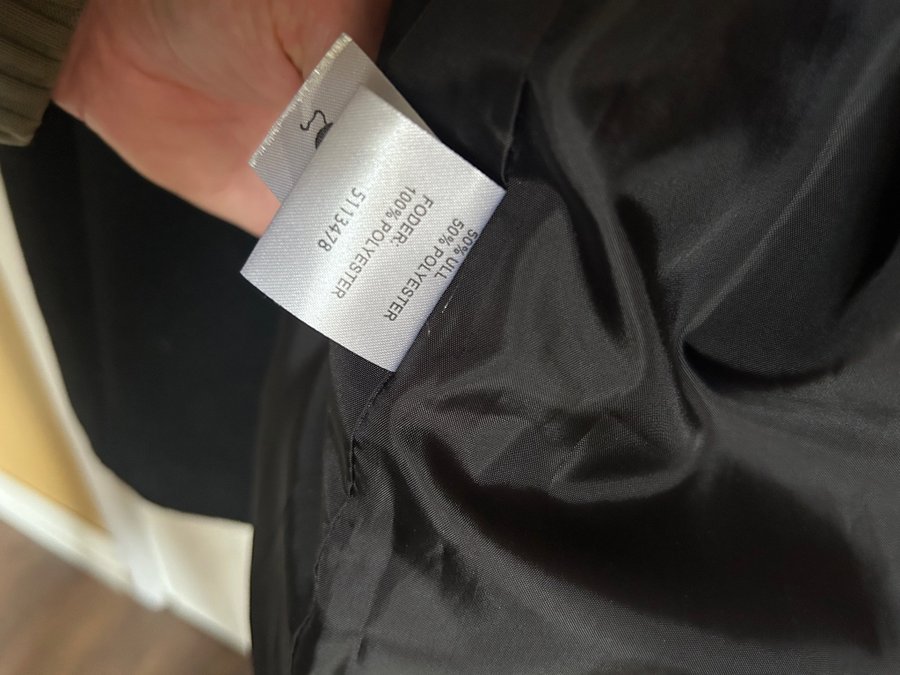 50% ULL
50% POLYESTER
FODER:
100% POLYESTER
5113478